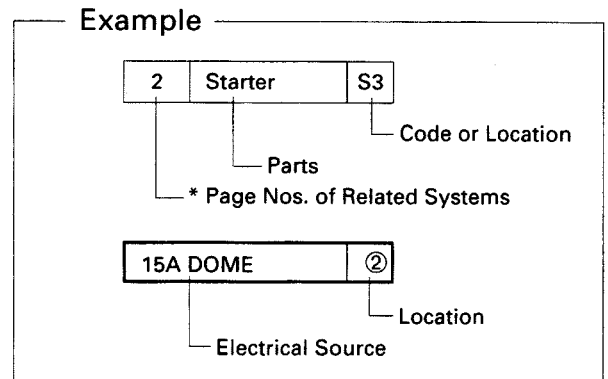 Example
2 Starter S3
Code or Location
Parts
* Page Nos. of Related Systems
15A DOME ②
Location
Electrical Source